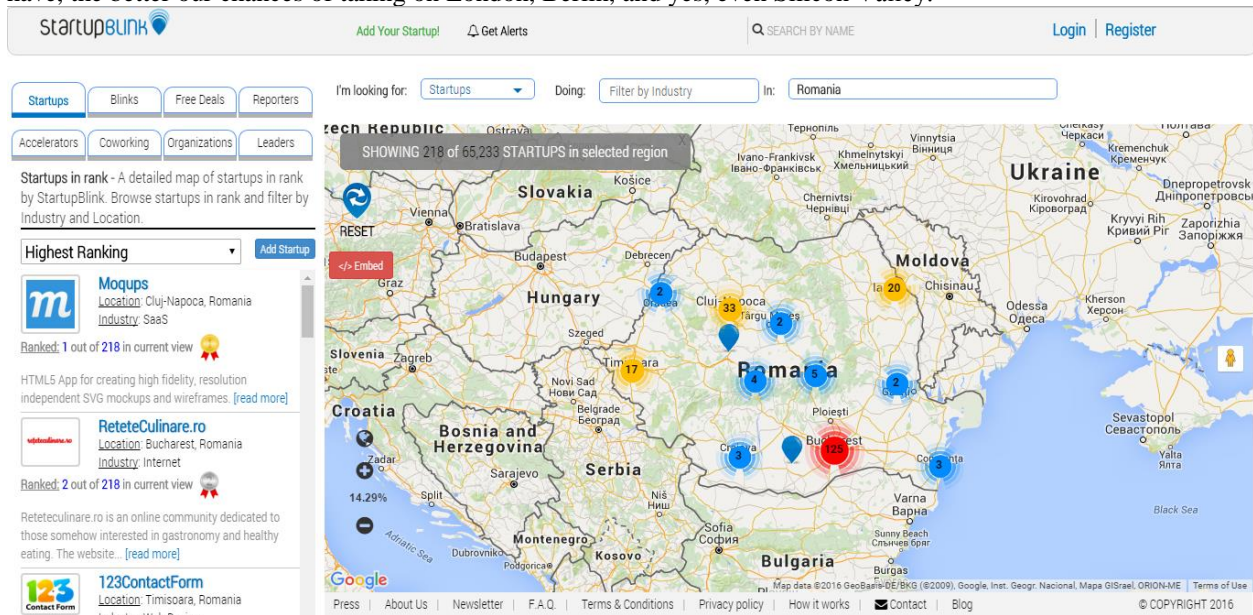 have, the better our chances of taking on London, Berlin, and yes, even Silicon Valley.
StartupBLINK
Add Your Startup!
Get Alerts
SEARCH BY NAME
Login | Register
Startups
Blinks
Free Deals
Reporters
Accelerators
Coworking
Organizations
Leaders
I'm looking for:
Startups
Doing:
Filter by Industry
In:
Romania
Startups in rank - A detailed map of startups in rank
by StartupBlink. Browse startups in rank and filter by
Industry and Location.
Highest Ranking
Add Startup
m
Moqups
Location: Cluj-Napoca, Romania
Industry: SaaS
Ranked: 1 out of 218 in current view
HTML5 App for creating high fidelity, resolution
independent SVG mockups and wireframes. [read more]
reteteculinare.ro
ReteteCulinare.ro
Location: Bucharest, Romania
Industry: Internet
Ranked: 2 out of 218 in current view
Reteteculinare.ro is an online community dedicated to
those somehow interested in gastronomy and healthy
eating. The website... [read more]
123
Contact Form
123ContactForm
Location: Timisoara, Romania
SHOWING 218 of 65,233 STARTUPS in selected region
X
RESET
</> Embed
14.29%
zech Republic
Ostrava
Тернопіль
Vinnytsia
Вінниця
Черкаси
Полтава
Kremenchuk
Кременчук
Ivano-Frankivsk
Івано-Франківськ
Khmelnytskyi
Хмельницький
Ukraine
Dnepropetrovsk
Košice
Slovakia
Chernivtsi
Чернівці
Kirovohrad
Кіровоград
Kryvyi Rih
Кривий Ріг
Zaporizhia
Запоріжжя
Vienna
Bratislava
Budapest
Debrecen
Moldova
Graz
Hungary
2
Cluj-Napoca
33
20
Chisinau
Odessa
Одеса
Kherson
Херсон
2
Szeged
Slovenia
Zagreb
17
Romania
4
5
2
Novi Sad
Нови Сад
Croatia
Belgrade
Београд
Ploiești
Bosnia and
Herzegovina
Zadar
3
125
3
Sevastopol
Севастополь
Yalta
Ялта
Sarajevo
Serbia
Split
Niš
Ниш
Varna
Варна
Black Sea
Adriatic Sea
Montenegro
Sofia
София
Sunny Beach
Слънчев бряг
Dubrovnik
Podgorica
Kosovo
Bulgaria
Burgas
Google
Map data ©2016 GeoBasis-DE/BKG (©2009), Google, Inst. Geogr. Nacional, Mapa GISrael, ORION-ME | Terms of Use
Press | About Us | Newsletter | F.A.Q. | Terms & Conditions | Privacy policy | How it works | Contact | Blog
© COPYRIGHT 2016